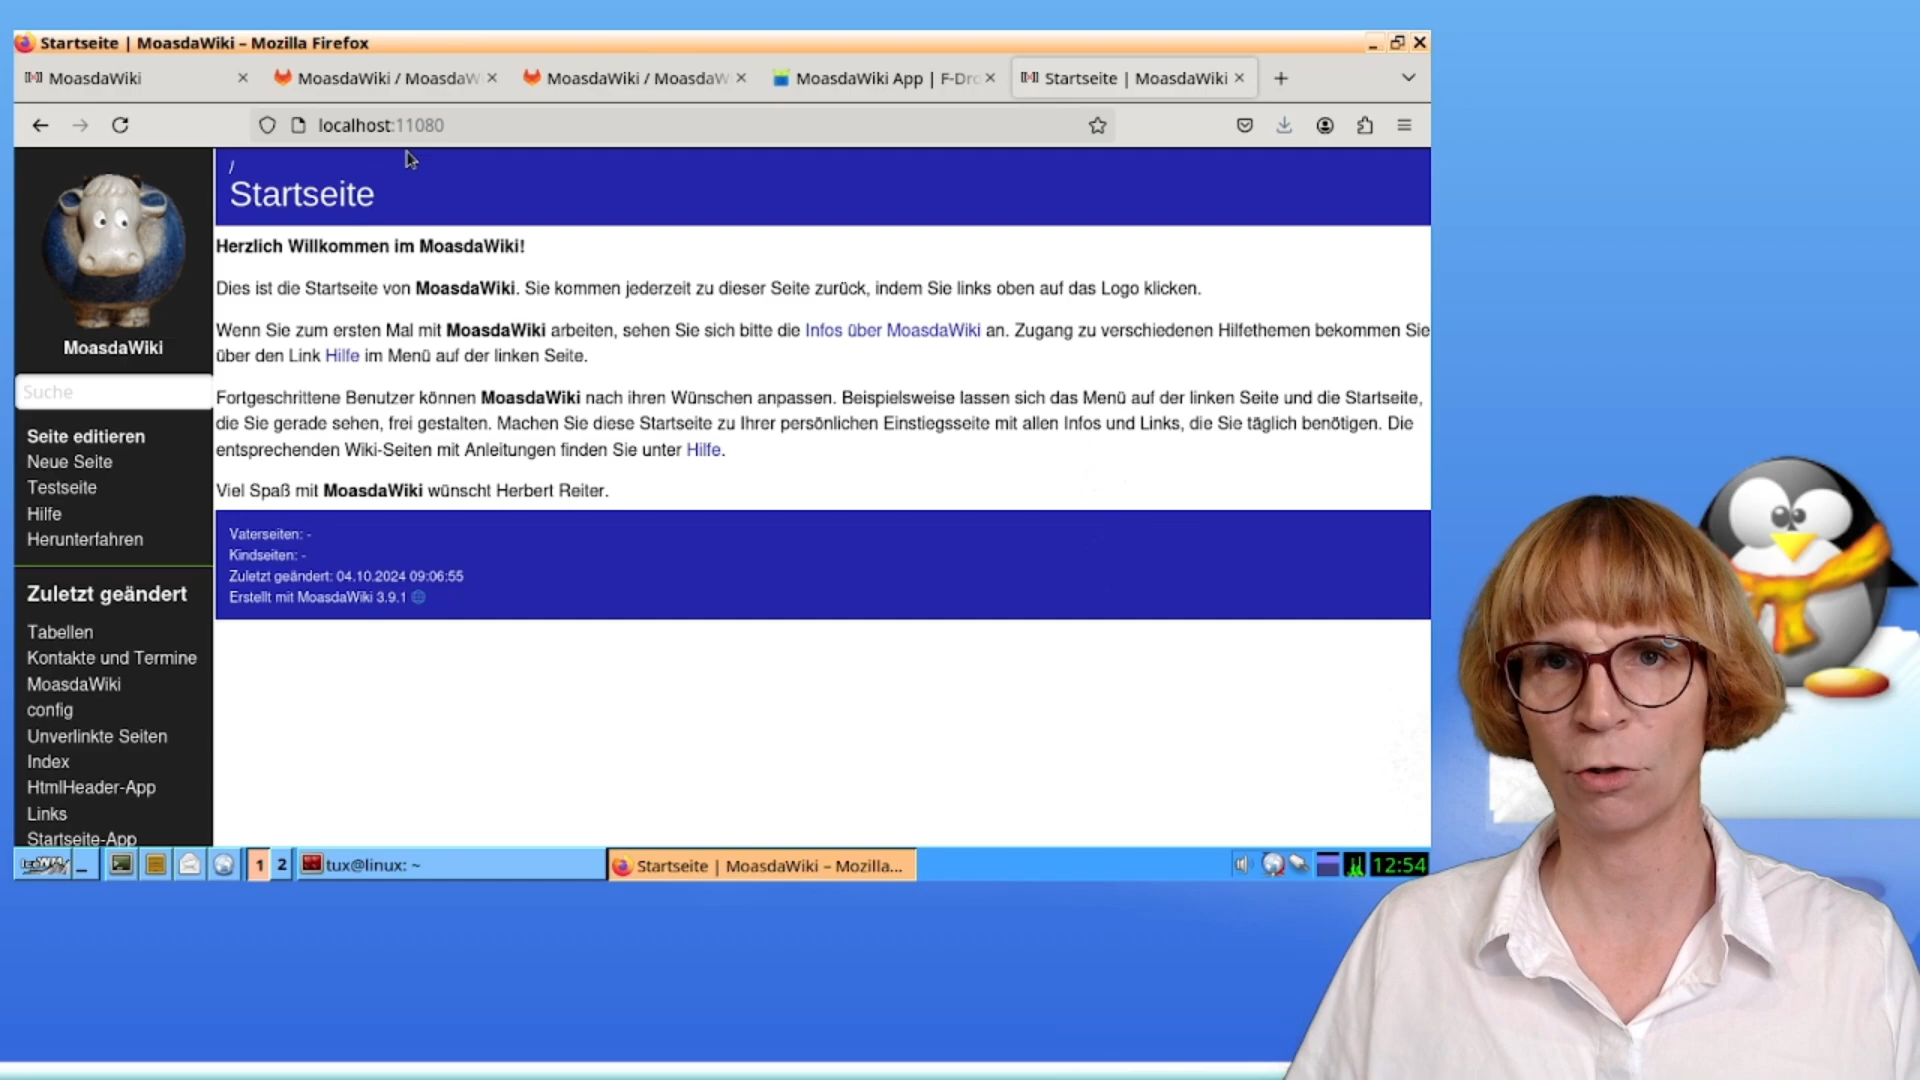 Startseite | MoasdaWiki – Mozilla Firefox
MoasdaWiki
MoasdaWiki / MoasdaW
MoasdaWiki / MoasdaW
MoasdaWiki App | F-Dro
Startseite | MoasdaWiki
localhost:11080
MoasdaWiki
Suche
Seite editieren
Neue Seite
Testseite
Hilfe
Herunterfahren
Zuletzt geändert
Tabellen
Kontakte und Termine
MoasdaWiki
config
Unverlinkte Seiten
Index
HtmlHeader-App
Links
Startseite-App
/
Startseite
Herzlich Willkommen im MoasdaWiki!
Dies ist die Startseite von MoasdaWiki. Sie kommen jederzeit zu dieser Seite zurück, indem Sie links oben auf das Logo klicken.
Wenn Sie zum ersten Mal mit MoasdaWiki arbeiten, sehen Sie sich bitte die Infos über MoasdaWiki an. Zugang zu verschiedenen Hilfethemen bekommen Sie
über den Link Hilfe im Menü auf der linken Seite.
Fortgeschrittene Benutzer können MoasdaWiki nach ihren Wünschen anpassen. Beispielsweise lassen sich das Menü auf der linken Seite und die Startseite,
die Sie gerade sehen, frei gestalten. Machen Sie diese Startseite zu Ihrer persönlichen Einstiegsseite mit allen Infos und Links, die Sie täglich benötigen. Die
entsprechenden Wiki-Seiten mit Anleitungen finden Sie unter Hilfe.
Viel Spaß mit MoasdaWiki wünscht Herbert Reiter.
Vaterseiten: -
Kindseiten: -
Zuletzt geändert: 04.10.2024 09:06:55
Erstellt mit MoasdaWiki 3.9.1
1
2
tux@linux: ~
Startseite | MoasdaWiki – Mozilla...
12:54